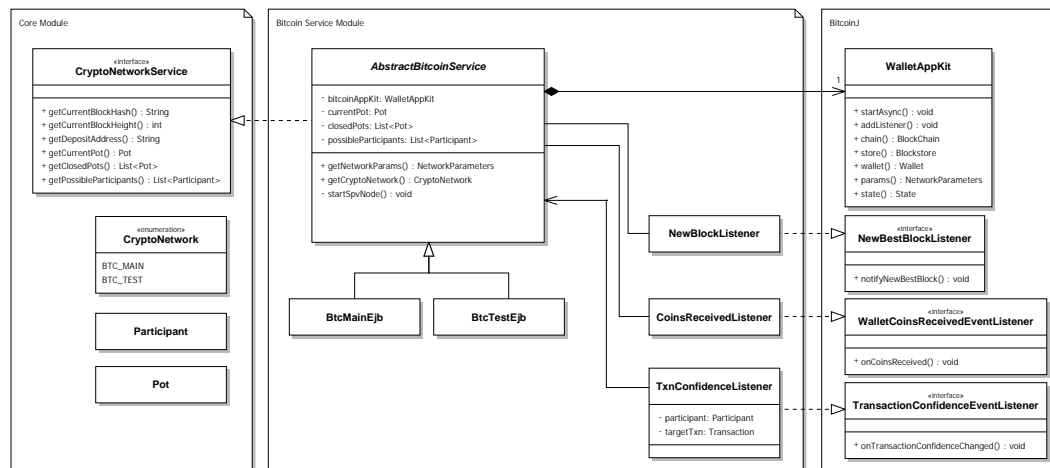 Core Module
«interface»
CryptoNetworkService
+ getCurrentBlockHash() : String
+ getCurrentBlockHeight() : int
+ getDepositAddress() : String
+ getCurrentPot() : Pot
+ getClosedPots() : List<Pot>
+ getPossibleParticipants() : List<Participant>
«enumeration»
CryptoNetwork
BTC_MAIN
BTC_TEST
Participant
Pot
Bitcoin Service Module
AbstractBitcoinService
- bitcoinAppKit: WalletAppKit
- currentPot: Pot
- closedPots: List<Pot>
- possibleParticipants: List<Participant>
+ getNetworkParams() : NetworkParameters
+ getCryptoNetwork() : CryptoNetwork
- startSpvNode() : void
BtcMainEjb
BtcTestEjb
NewBlockListener
CoinsReceivedListener
TxnConfidenceListener
- participant: Participant
- targetTxn: Transaction
BitcoinJ
1
WalletAppKit
+ startAsync() : void
+ addListener() : void
+ chain() : BlockChain
+ store() : Blockstore
+ wallet() : Wallet
+ params() : NetworkParameters
+ state() : State
«interface»
NewBestBlockListener
+ notifyNewBestBlock() : void
«interface»
WalletCoinsReceivedEventListener
+ onCoinsReceived() : void
«interface»
TransactionConfidenceEventListener
+ onTransactionConfidenceChanged() : void